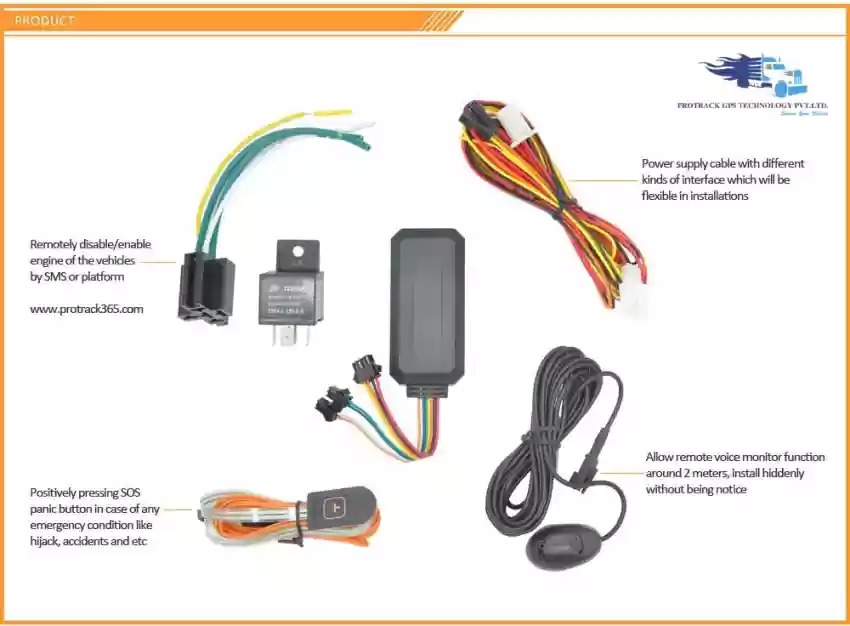 PRODUCT
PROTRACK GPS TECHNOLOGY PVT.LTD.
Power supply cable with different
kinds of interface which will be
flexible in installations
Remotely disable/enable
engine of the vehicles
by SMS or platform
www.protrack365.com
Allow remote voice monitor function
around 2 meters, install hiddenly
without being notice
Positively pressing SOS
panic button in case of any
emergency condition like
hijack, accidents and etc